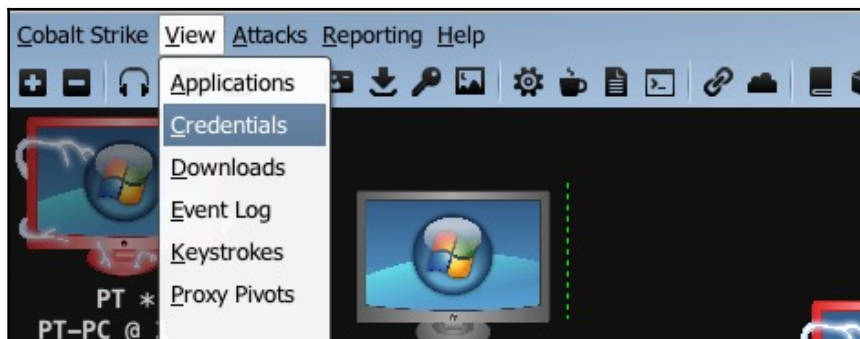 Cobalt Strike View Attacks Reporting Help
Applications
Credentials
Downloads
Event Log
Keystrokes
Proxy Pivots
PT *
PT-PC @